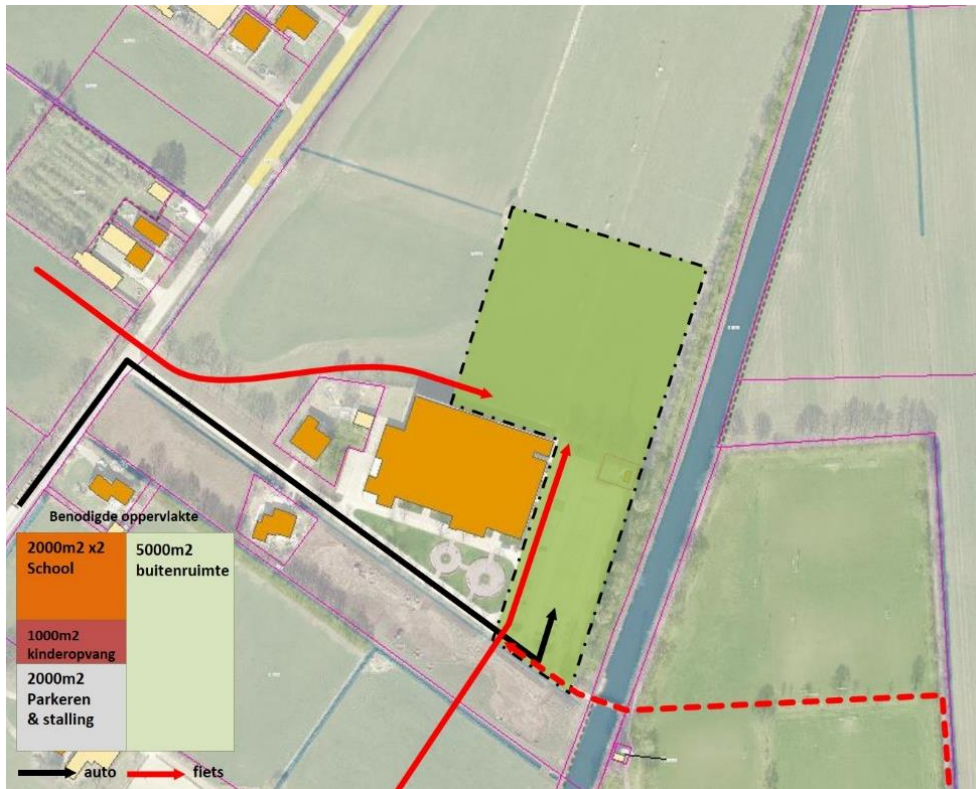 Benodigde oppervlakte
2000m2 x2
School
5000m2
buitenruimte
1000m2
kinderopvang
2000m2
Parkeren
& stalling
auto
fiets